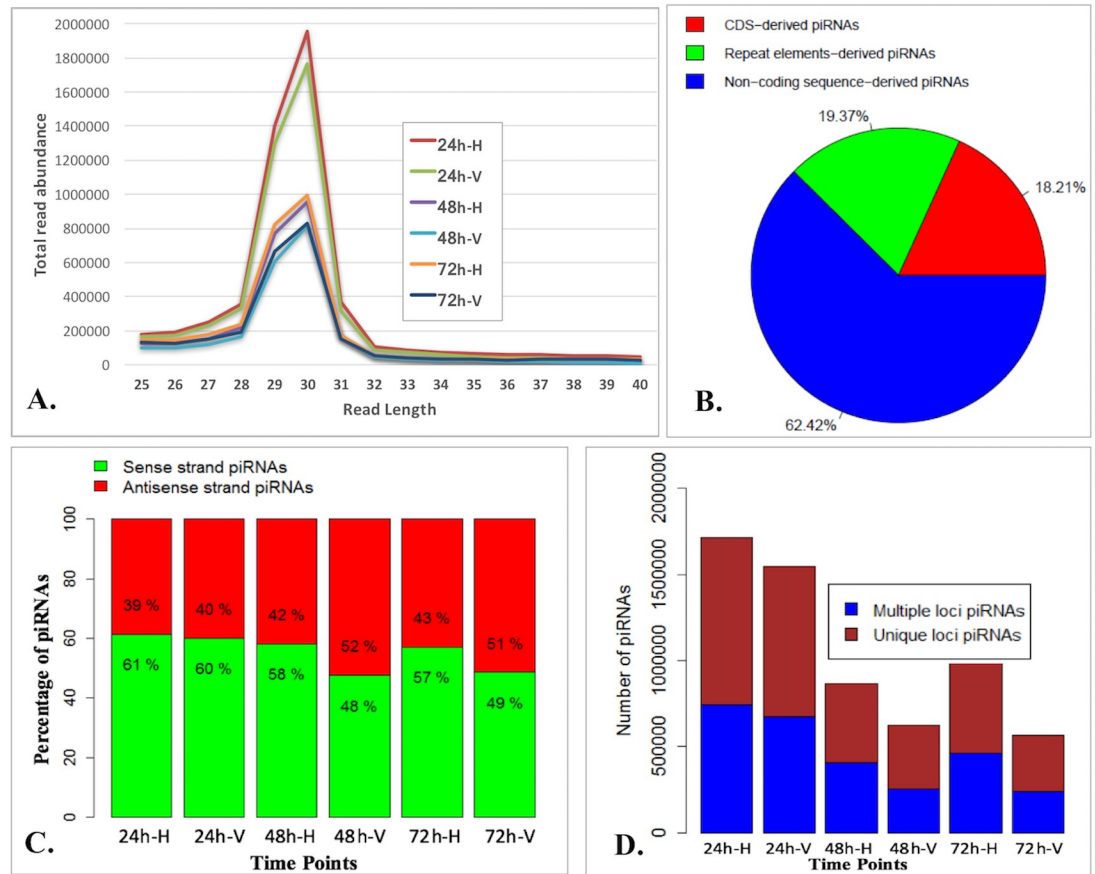 2000000
1800000
1600000
1400000
1200000
1000000
800000
600000
400000
200000
0
Total read abundance
24h-H
24h-V
48h-H
48h-V
72h-H
72h-V
25 26 27 28 29 30 31 32 33 34 35 36 37 38 39 40
Read Length
A.
CDS-derived piRNAs
Repeat elements-derived piRNAs
Non-coding sequence-derived piRNAs
19.37%
18.21%
62.42%
B.
Sense strand piRNAs
Antisense strand piRNAs
Percentage of piRNAs
100
80
60
40
20
0
39 % 40 % 42 % 52 % 43 % 51 %
61 % 60 % 58 % 48 % 57 % 49 %
24h-H 24h-V 48h-H 48h-V 72h-H 72h-V
Time Points
C.
Number of piRNAs
2000000
1500000
1000000
500000
0
Multiple loci piRNAs
Unique loci piRNAs
24h-H 24h-V 48h-H 48h-V 72h-H 72h-V
Time Points
D.